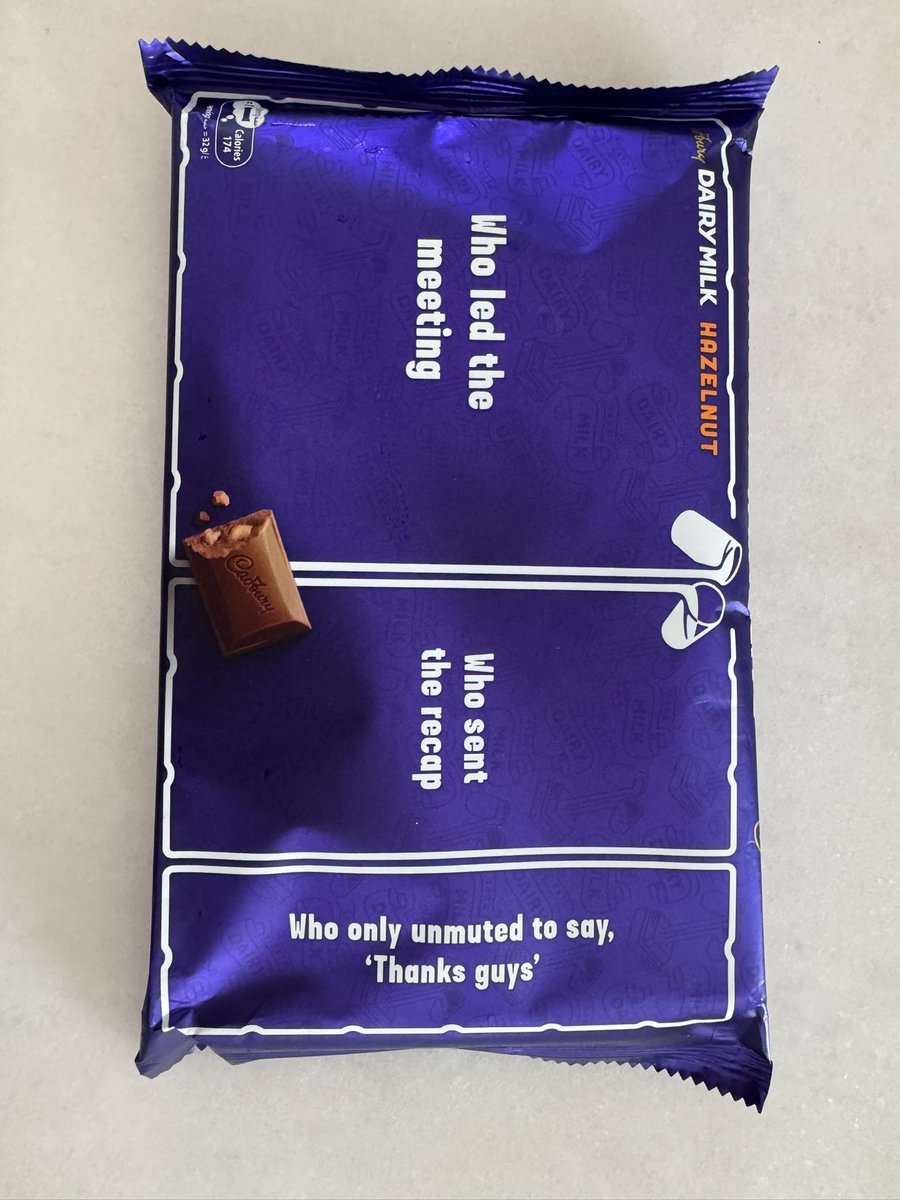 DAIRY MILK HAZELNUT
Who led the
meeting
Who sent
the recap
Who only unmuted to say,
‘Thanks guys’
Calories
174
Cadbury